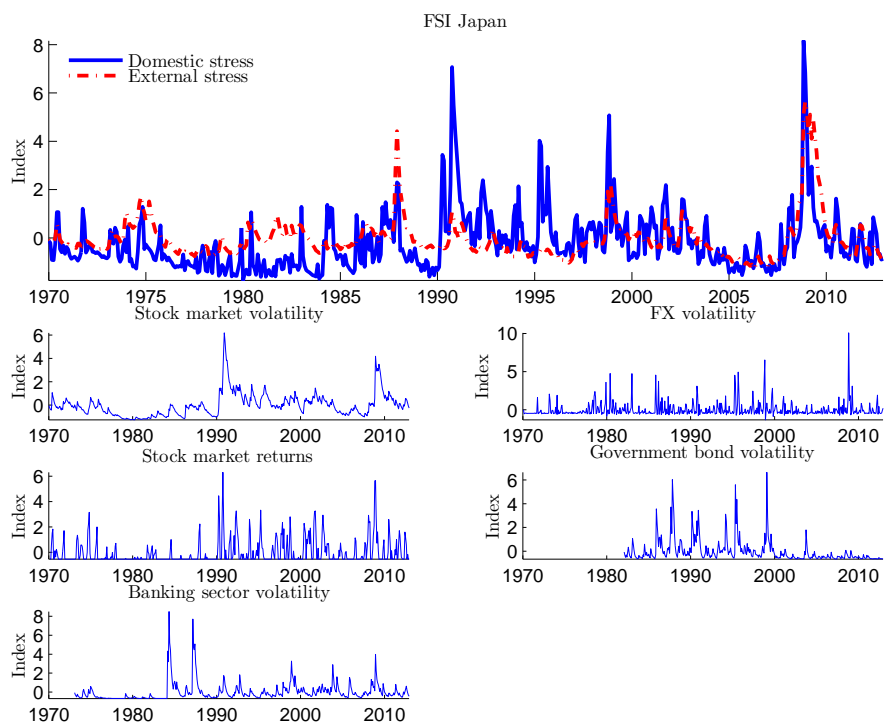 FSI Japan
Index
8
6
4
2
0
Domestic stress
External stress
1970 1975 1980 1985 1990 1995 2000 2005 2010
Stock market volatility
Index
6
4
2
0
1970 1980 1990 2000 2010
FX volatility
Index
10
5
0
1970 1980 1990 2000 2010
Stock market returns
Index
6
4
2
0
1970 1980 1990 2000 2010
Government bond volatility
Index
6
4
2
0
1970 1980 1990 2000 2010
Banking sector volatility
Index
8
6
4
2
0
1970 1980 1990 2000 2010